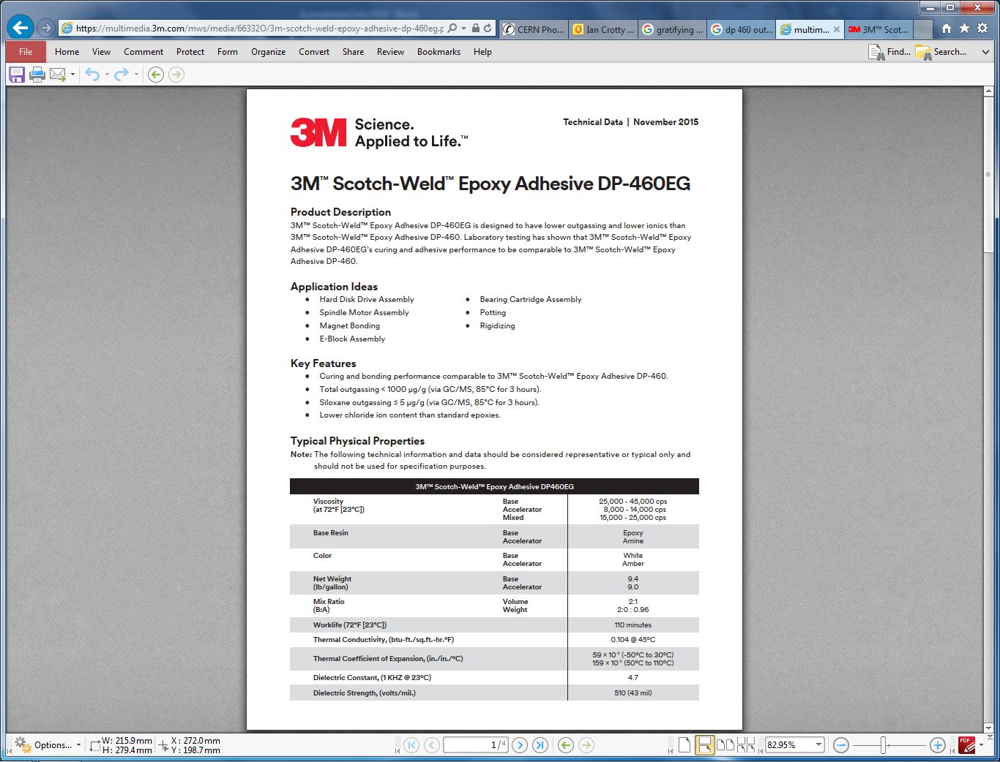 https://multimedia.3m.com/mws/media/66332O/3m-scotch-weld-epoxy-adhesive-dp-460eg.p
CERN Pho...
Ian Crotty ...
gratifying ...
dp 460 out...
multim...
3M 3M™ Scot...
File Home View Comment Protect Form Organize Convert Share Review Bookmarks Help
Find... Search...
3M Science.
Applied to Life.™
Technical Data | November 2015
3M™ Scotch-Weld™ Epoxy Adhesive DP-460EG
Product Description
3M™ Scotch-Weld™ Epoxy Adhesive DP-460EG is designed to have lower outgassing and lower ionics than
3M™ Scotch-Weld™ Epoxy Adhesive DP-460. Laboratory testing has shown that 3M™ Scotch-Weld™ Epoxy
Adhesive DP-460EG's curing and adhesive performance to be comparable to 3M™ Scotch-Weld™ Epoxy
Adhesive DP-460.
Application Ideas
• Hard Disk Drive Assembly
• Spindle Motor Assembly
• Magnet Bonding
• E-Block Assembly
• Bearing Cartridge Assembly
• Potting
• Rigidizing
Key Features
• Curing and bonding performance comparable to 3M™ Scotch-Weld™ Epoxy Adhesive DP-460.
• Total outgassing < 1000 µg/g (via GC/MS, 85°C for 3 hours).
• Siloxane outgassing ≤ 5 µg/g (via GC/MS, 85°C for 3 hours).
• Lower chloride ion content than standard epoxies.
Typical Physical Properties
Note: The following technical information and data should be considered representative or typical only and
should not be used for specification purposes.
3M™ Scotch-Weld™ Epoxy Adhesive DP460EG
Viscosity Base 25,000 - 45,000 cps
(at 72°F [23°C]) Accelerator 8,000 - 14,000 cps
Mixed 15,000 - 25,000 cps
Base Resin Base Epoxy
Accelerator Amine
Color Base White
Accelerator Amber
Net Weight Base 9.4
(lb/gallon) Accelerator 9.0
Mix Ratio Volume 2:1
(B:A) Weight 2:0 : 0.96
Worklife (72°F [23°C]) 110 minutes
Thermal Conductivity, (btu-ft./sq.ft.-hr.°F) 0.104 @ 45°C
Thermal Coefficient of Expansion, (in./in./°C) 59 × 10⁻⁶ (-50°C to 30°C)
159 × 10⁻⁶ (50°C to 110°C)
Dielectric Constant, (1 KHZ @ 23°C) 4.7
Dielectric Strength, (volts/mil.) 510 (43 mil)
Options... W: 215.9 mm X : 272.0 mm 1 / 4 82.95% PDF
H: 279.4 mm Y : 198.7 mm